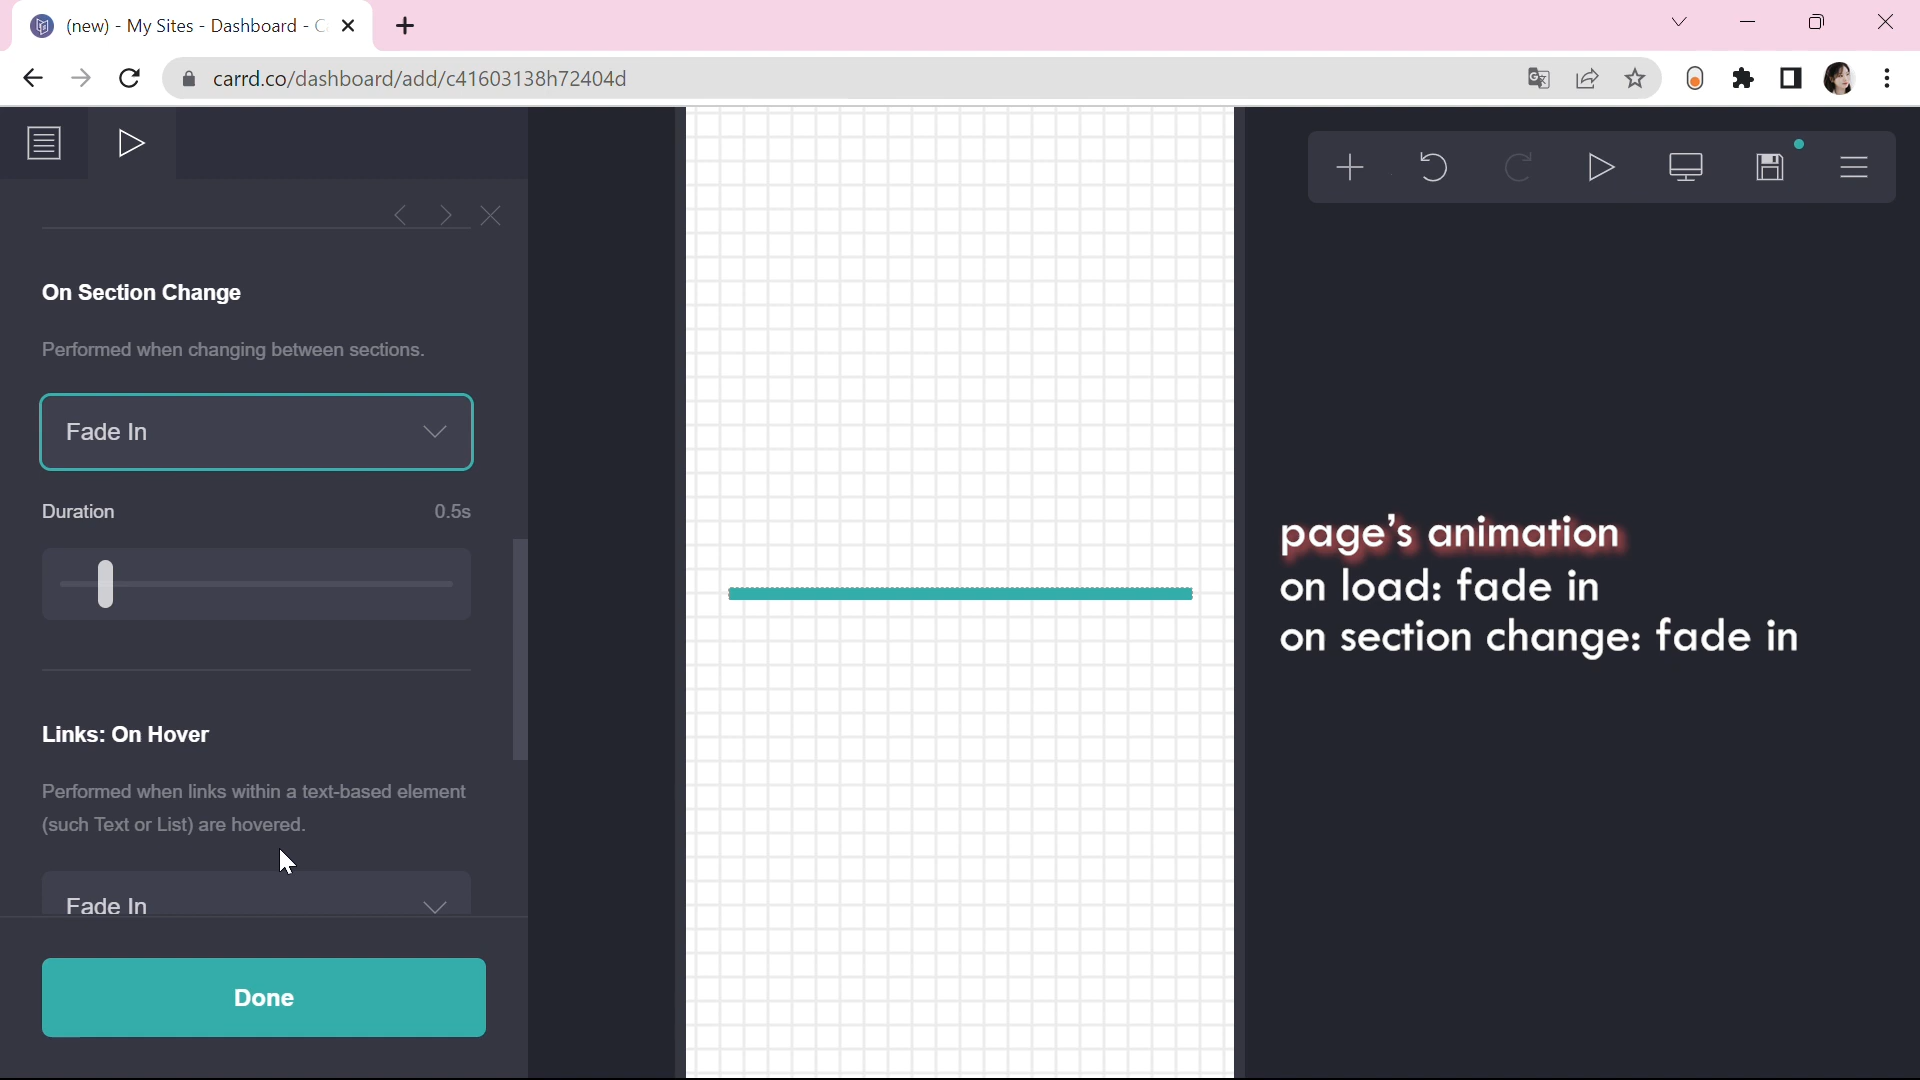 (new) - My Sites - Dashboard - C
carrd.co/dashboard/add/c41603138h72404d
On Section Change
Performed when changing between sections.
Fade In
Duration
0.5s
Links: On Hover
Performed when links within a text-based element
(such Text or List) are hovered.
Fade In
Done
page's animation
on load: fade in
on section change: fade in